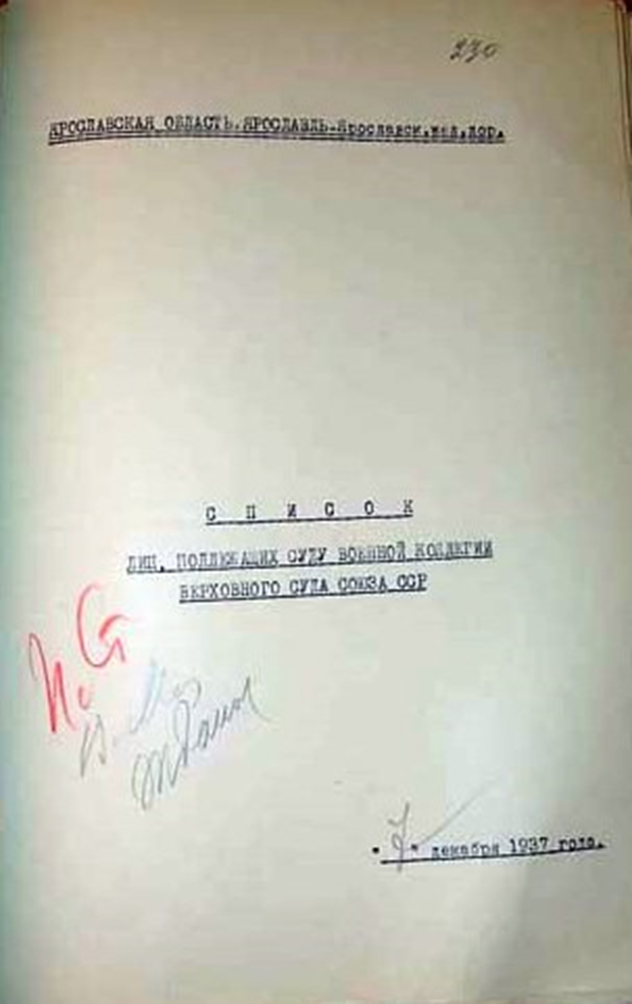 230
ЯРОСЛАВСКАЯ ОБЛАСТЬ.ЯРОСЛАВЛЬ-Ярославск.жел.дор.
С П И С О К
ЛИЦ, ПОДЛЕЖАЩИХ СУДУ ВОЕННОЙ КОЛЛЕГИИ
ВЕРХОВНОГО СУДА СОЮЗА ССР
"7" декабря 1937 года.